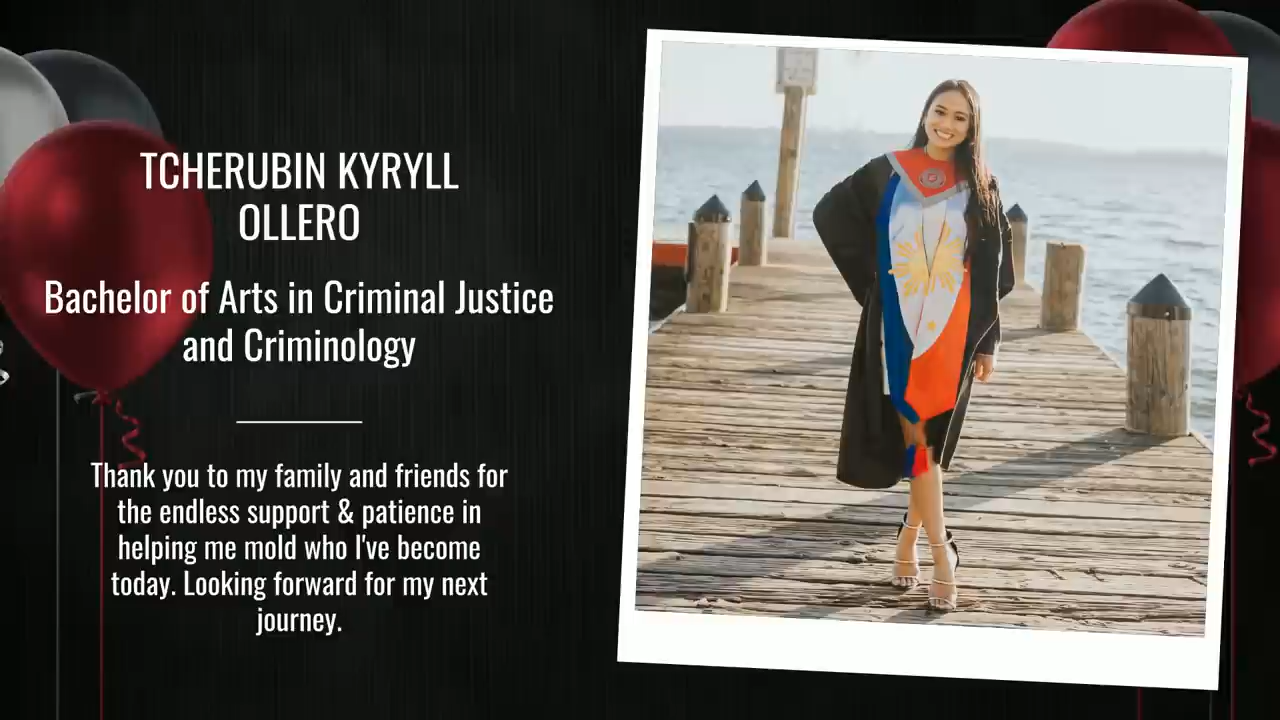 TCHERUBIN KYRYLL
OLLERO
Bachelor of Arts in Criminal Justice
and Criminology
Thank you to my family and friends for
the endless support & patience in
helping me mold who I've become
today. Looking forward for my next
journey.